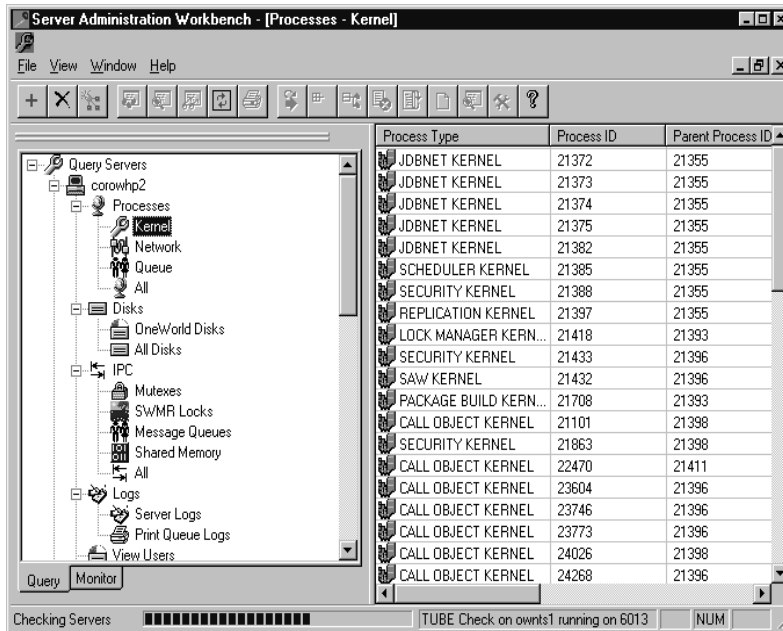 Server Administration Workbench - [Processes - Kernel]
File View Window Help
Query Servers
corowhp2
Processes
Kernel
Network
Queue
All
Disks
OneWorld Disks
All Disks
IPC
Mutexes
SWMR Locks
Message Queues
Shared Memory
All
Logs
Server Logs
Print Queue Logs
View Users
Query Monitor
Process Type Process ID Parent Process ID
JDBNET KERNEL 21372 21355
JDBNET KERNEL 21373 21355
JDBNET KERNEL 21374 21355
JDBNET KERNEL 21375 21355
JDBNET KERNEL 21382 21355
SCHEDULER KERNEL 21385 21355
SECURITY KERNEL 21388 21355
REPLICATION KERNEL 21397 21355
LOCK MANAGER KERN... 21418 21393
SECURITY KERNEL 21433 21396
SAW KERNEL 21432 21396
PACKAGE BUILD KERN... 21708 21393
CALL OBJECT KERNEL 21101 21398
SECURITY KERNEL 21863 21398
CALL OBJECT KERNEL 22470 21411
CALL OBJECT KERNEL 23604 21396
CALL OBJECT KERNEL 23746 21396
CALL OBJECT KERNEL 23773 21396
CALL OBJECT KERNEL 24026 21398
CALL OBJECT KERNEL 24268 21396
Checking Servers TUBE Check on ownts1 running on 6013 NUM